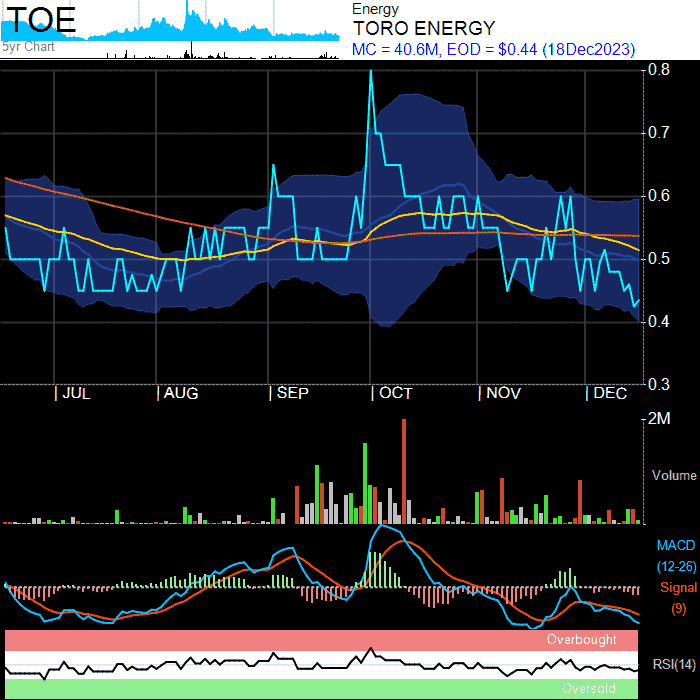 TOE
5yr Chart
Energy
TORO ENERGY
MC = 40.6M, EOD = $0.44 (18Dec2023)
0.8
0.7
0.6
0.5
0.4
0.3
JUL AUG SEP OCT NOV DEC
2M
Volume
MACD
(12-26)
Signal
(9)
Overbought
RSI(14)
Oversold